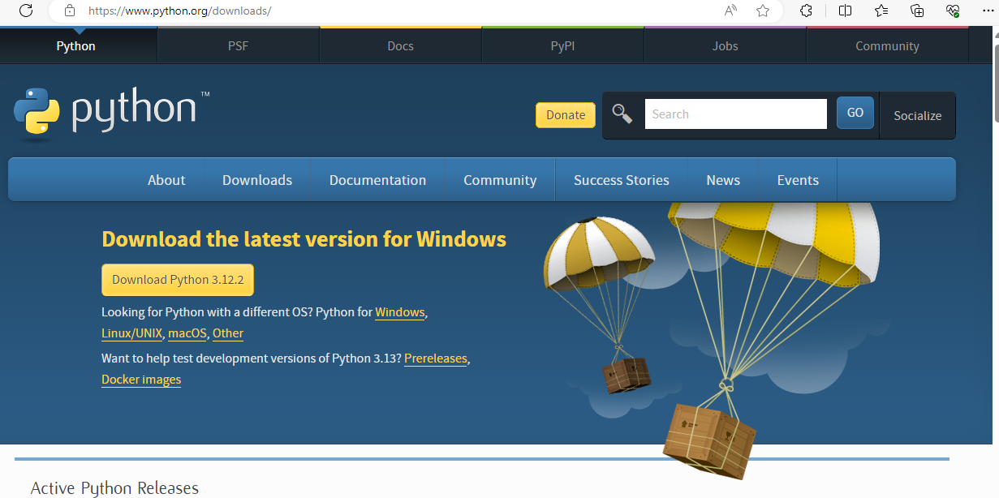 https://www.python.org/downloads/
Python PSF Docs PyPI Jobs Community
python™
Donate Search GO Socialize
About Downloads Documentation Community Success Stories News Events
Download the latest version for Windows
Download Python 3.12.2
Looking for Python with a different OS? Python for Windows,
Linux/UNIX, macOS, Other
Want to help test development versions of Python 3.13? Prereleases,
Docker images
Active Python Releases